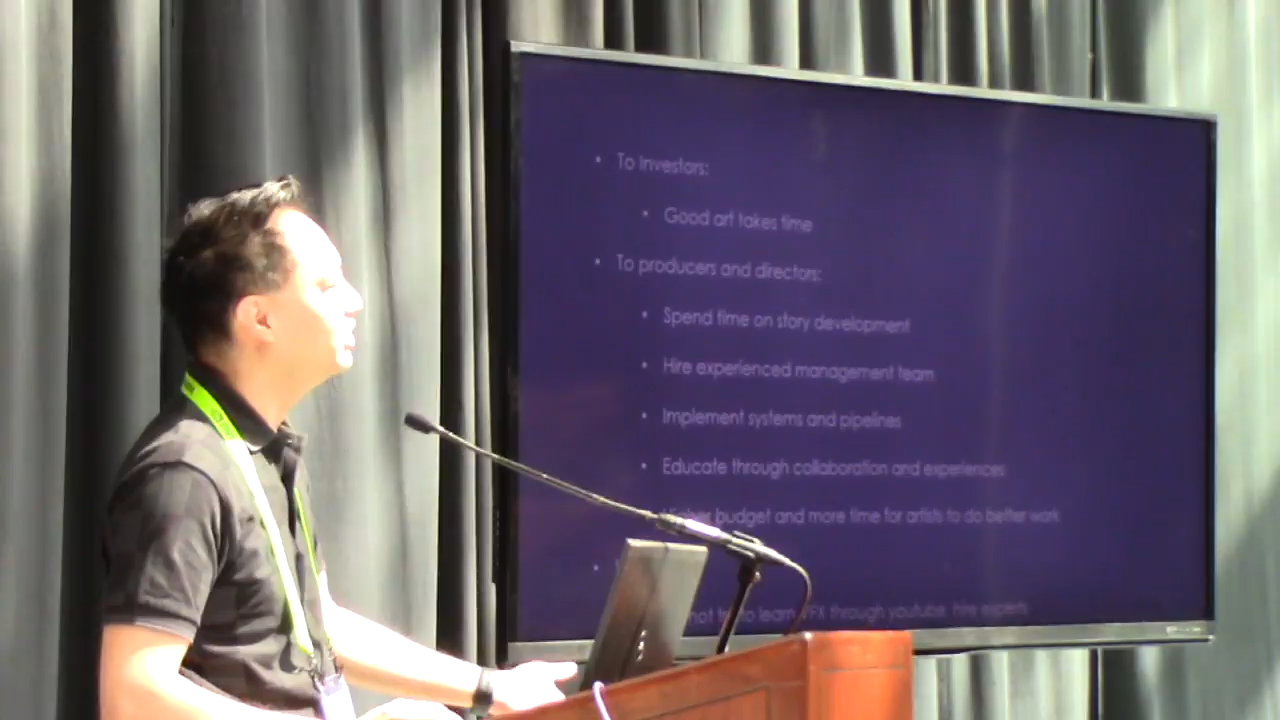 • To Investors:
• Good art takes time
• To producers and directors:
• Spend time on story development
• Hire experienced management team
• Implement systems and pipelines
• Educate through collaboration and experiences
Higher budget and more time for artists to do better work
•
not try to learn VFX through youtube, hire experts